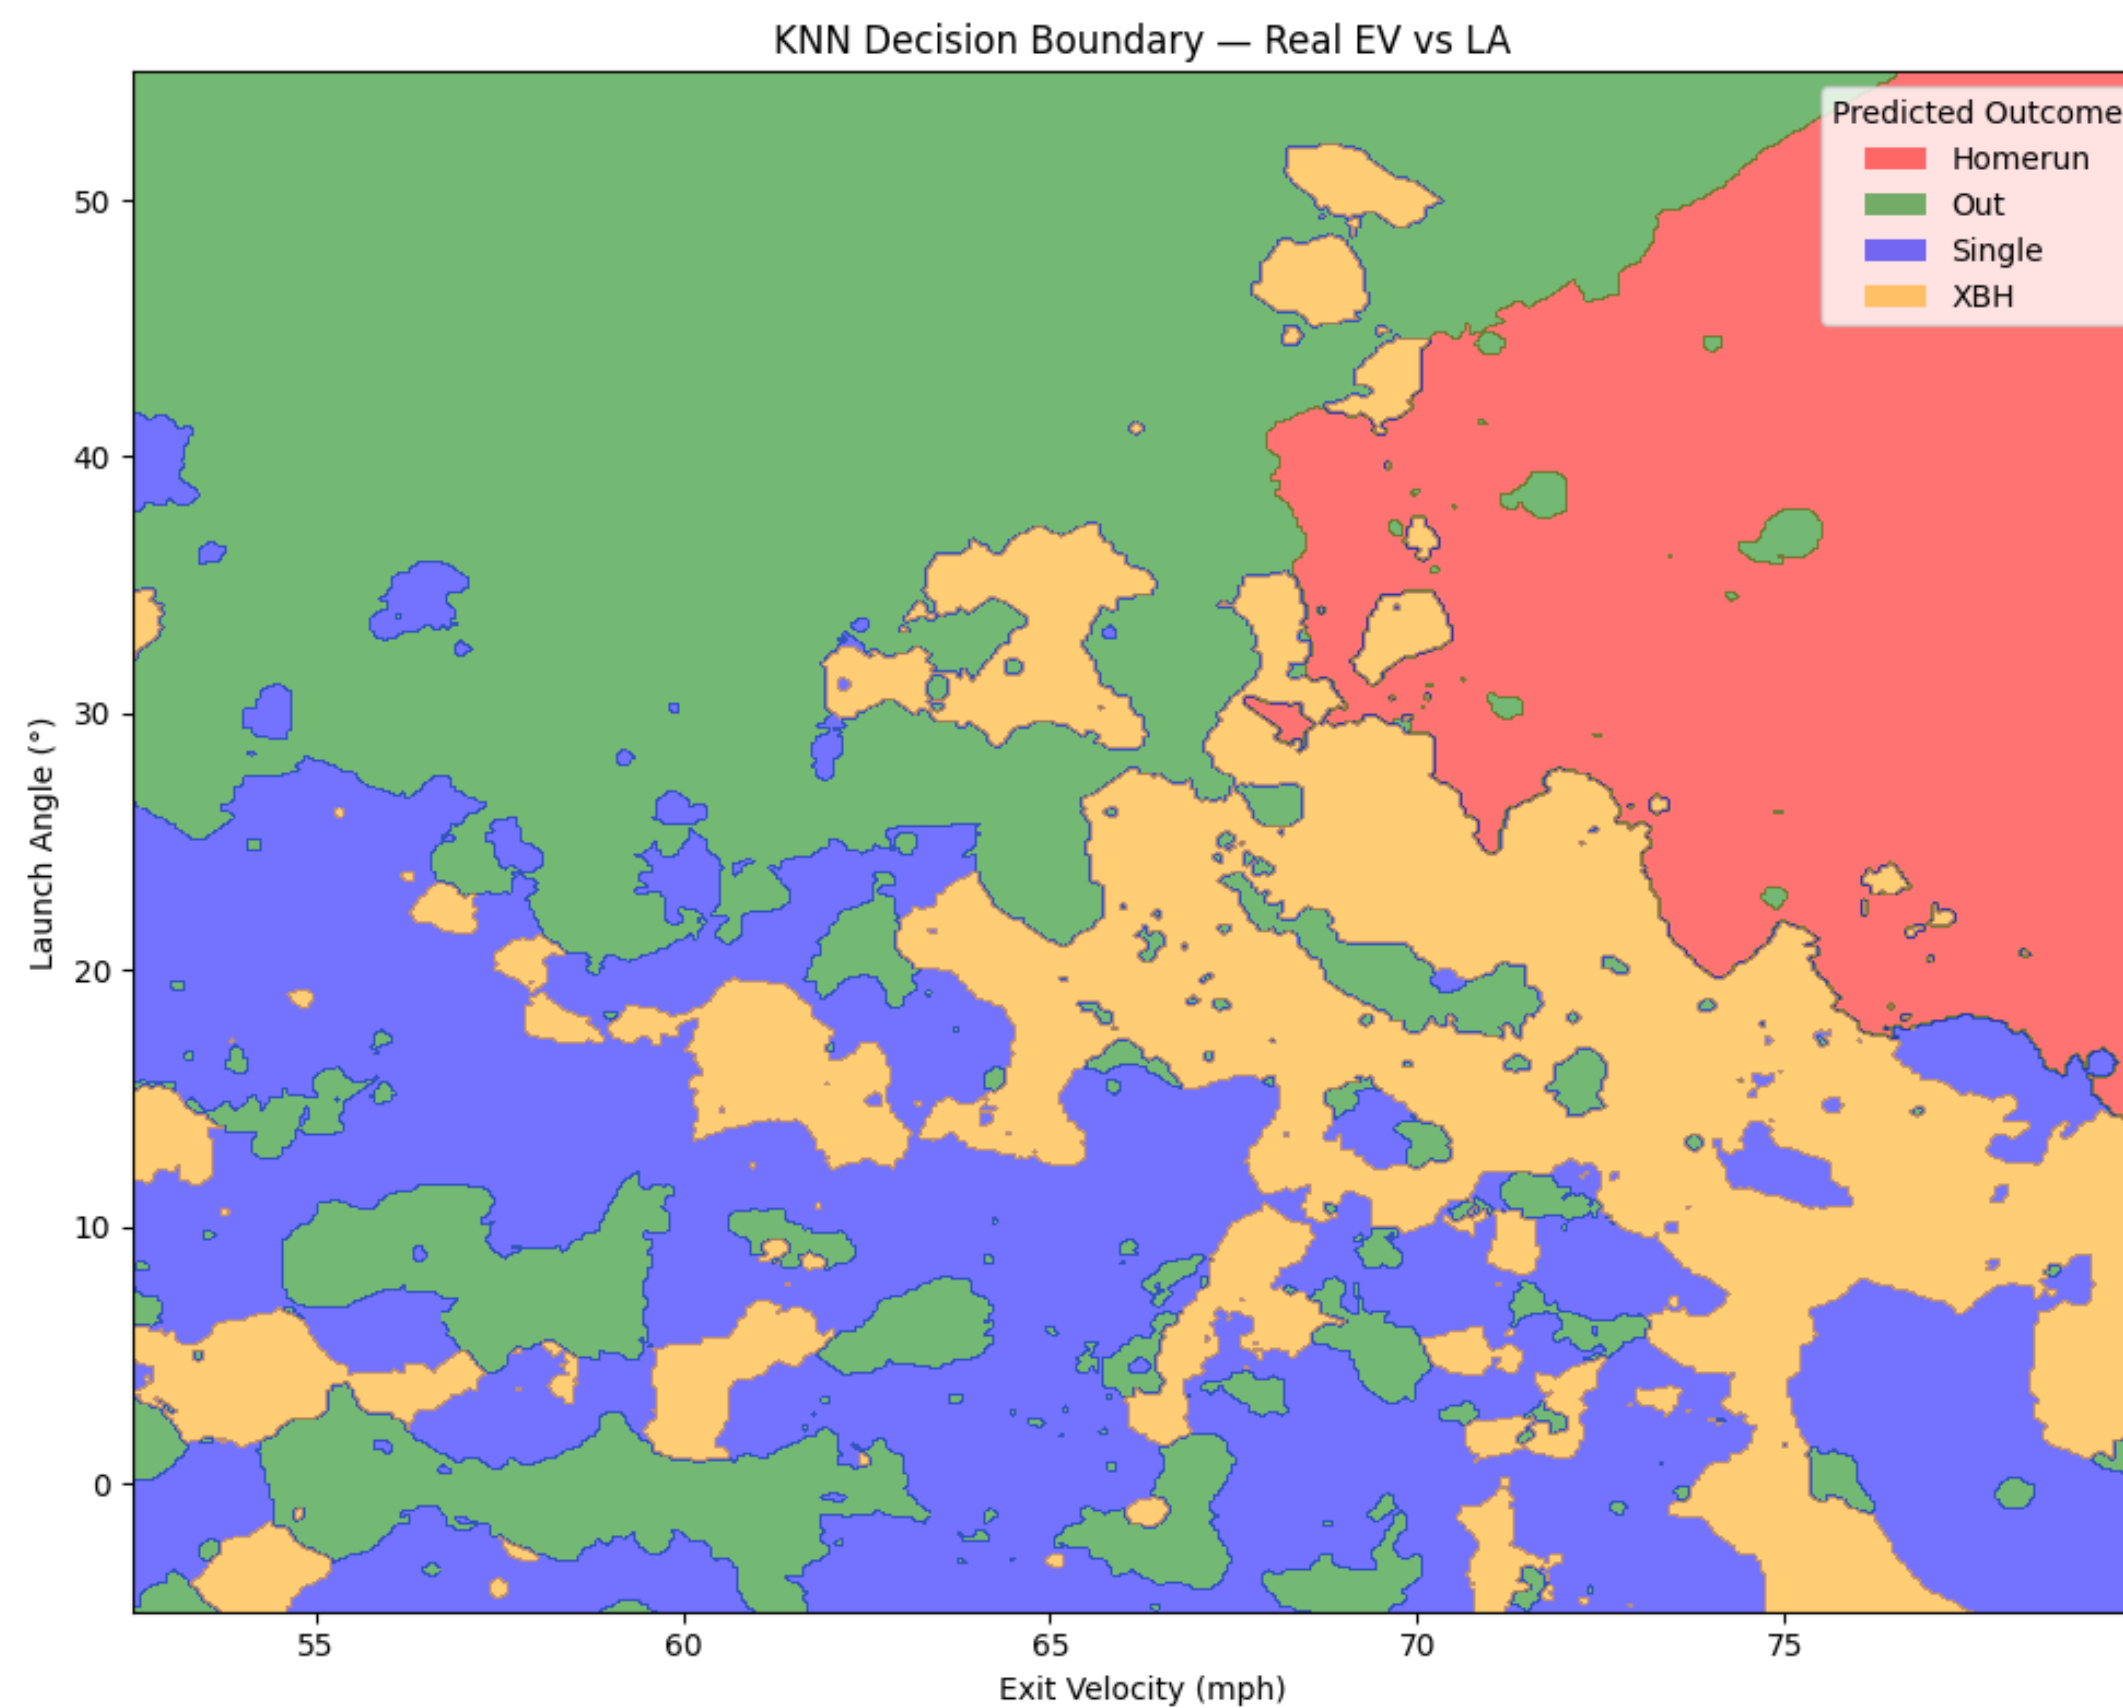 KNN Decision Boundary — Real EV vs LA
Predicted Outcome
Homerun
Out
Single
XBH
50
40
30
20
10
0
Launch Angle (°)
55
60
65
70
75
Exit Velocity (mph)